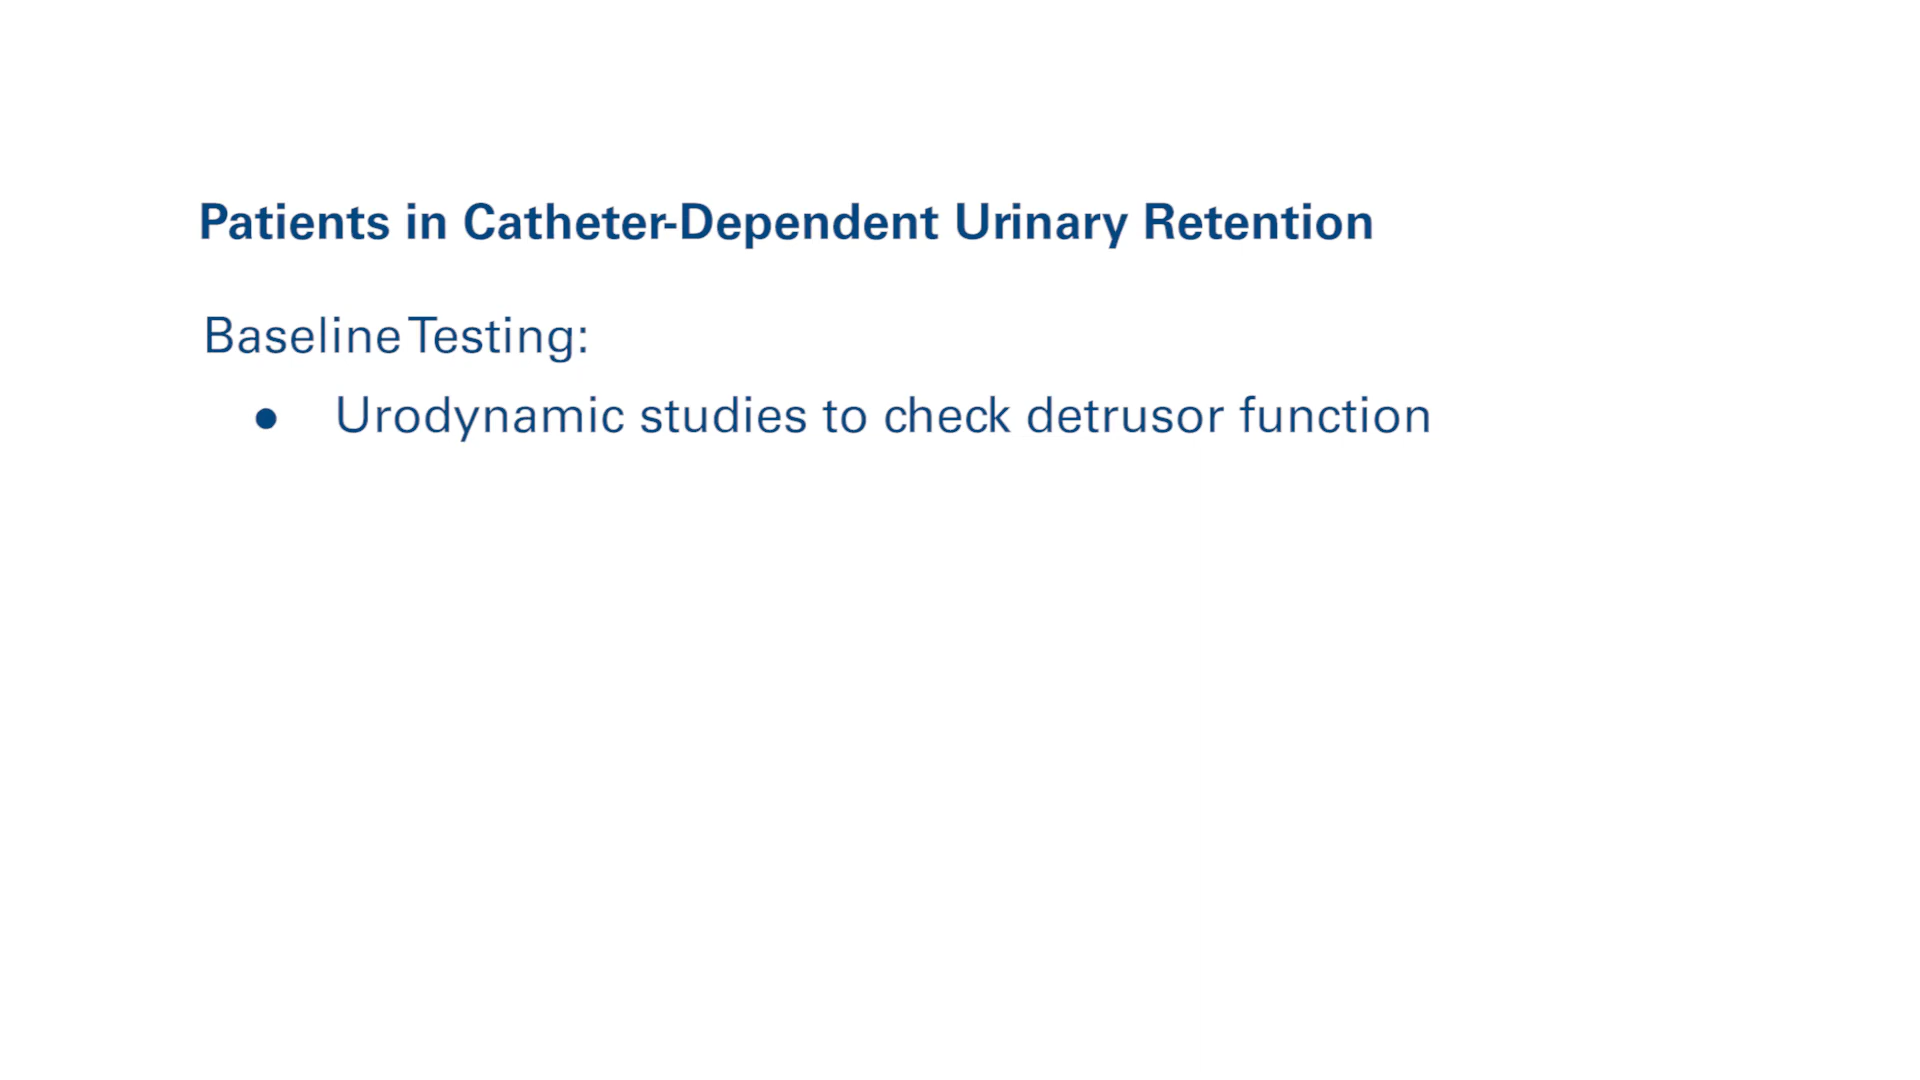 Patients in Catheter-Dependent Urinary Retention
Baseline Testing:
● Urodynamic studies to check detrusor function